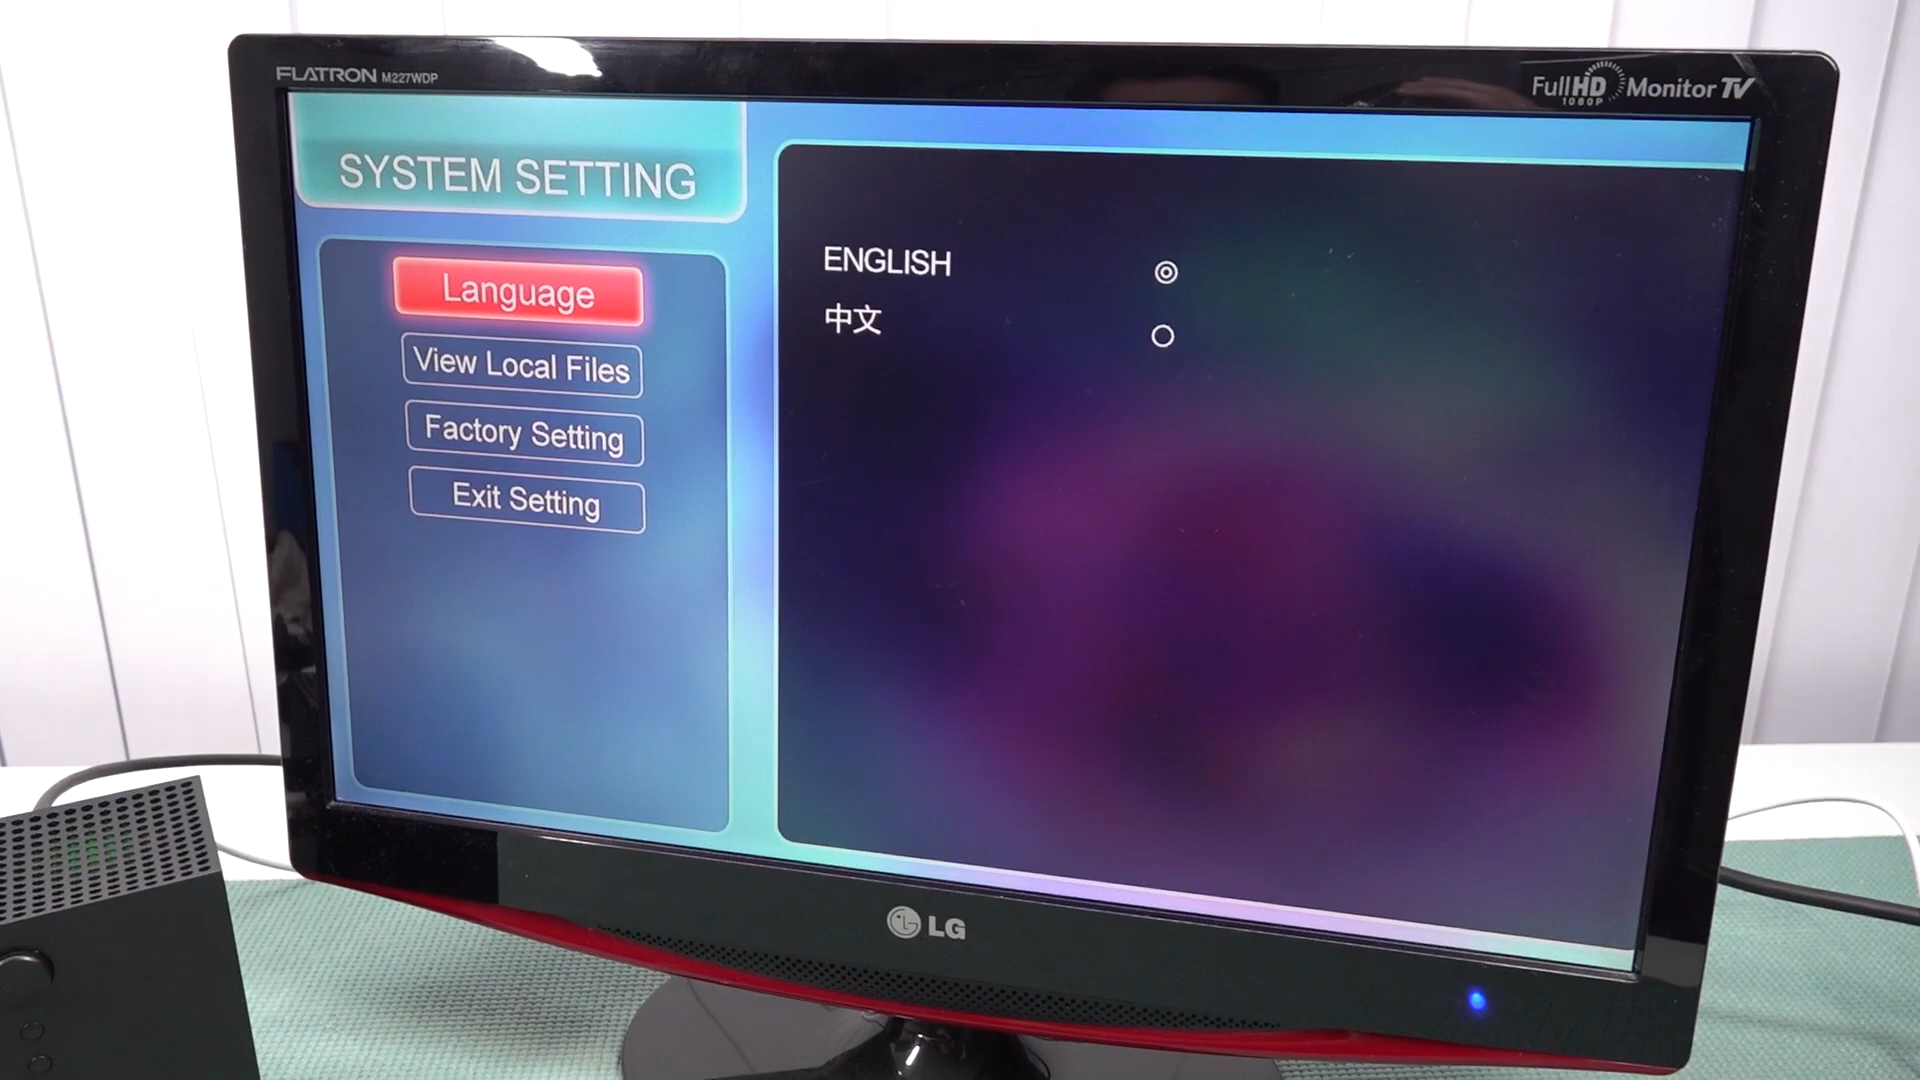 FLATRON M227WDP
FullHD 1080P Monitor TV
SYSTEM SETTING
Language
View Local Files
Factory Setting
Exit Setting
ENGLISH
中文
LG